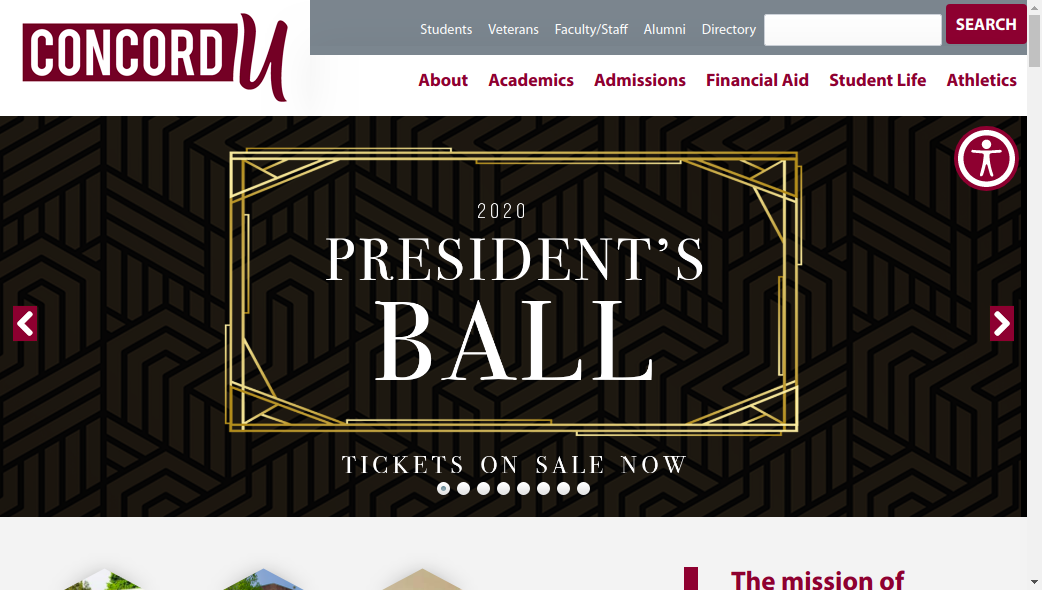 CONCORD U
Students Veterans Faculty/Staff Alumni Directory SEARCH
About Academics Admissions Financial Aid Student Life Athletics
2020
PRESIDENT'S
BALL
TICKETS ON SALE NOW
The mission of